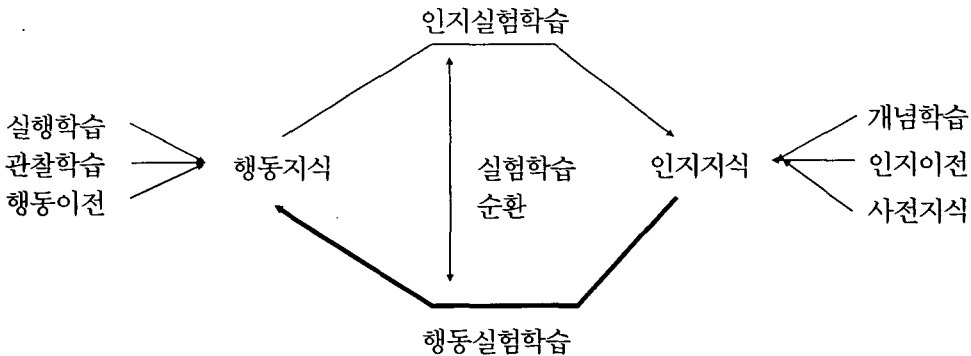 인지실험학습
실행학습
관찰학습
행동이전
행동지식
실험학습
순환
인지지식
개념학습
인지이전
사전지식
행동실험학습